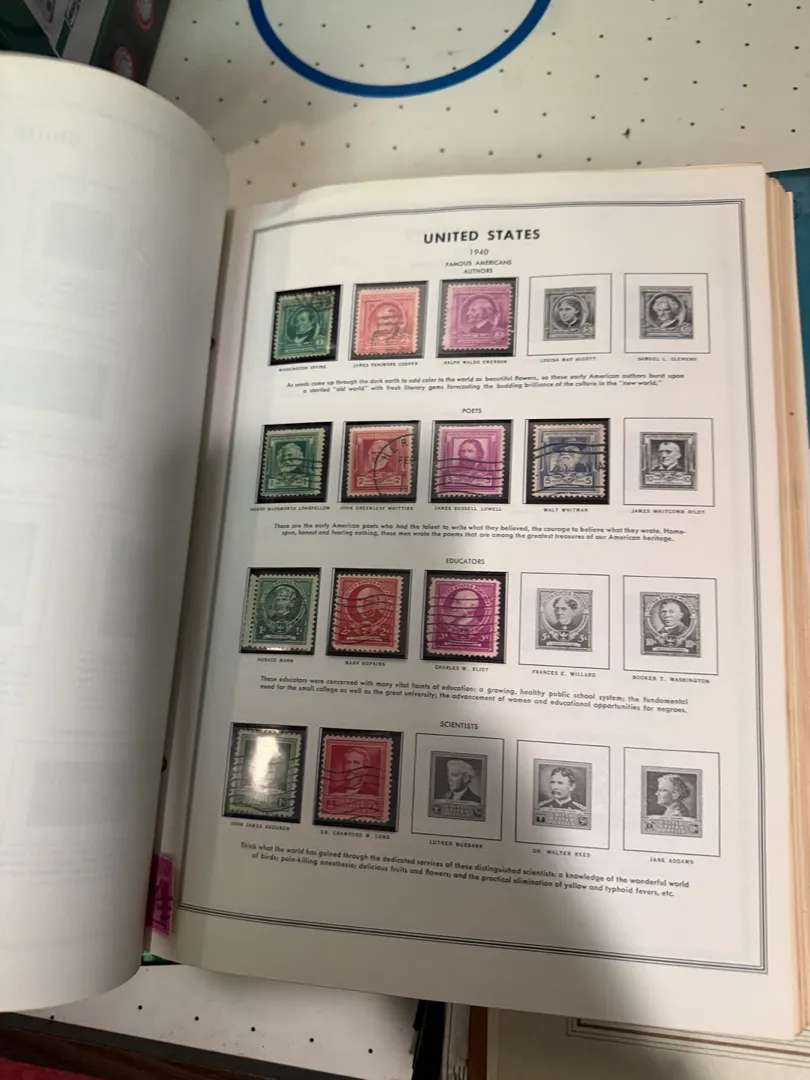 UNITED STATES
1940
FAMOUS AMERICANS
AUTHORS
WASHINGTON IRVING
JAMES FENIMORE COOPER
RALPH WALDO EMERSON
LOUISA MAY ALCOTT
SAMUEL L. CLEMENS
As seeds come up through the dark earth to add color to the world as beautiful flowers, so these early American authors burst upon
a startled "old world" with fresh literary gems forecasting the budding brilliance of the culture in the "new world."
POETS
HENRY WADSWORTH LONGFELLOW
JOHN GREENLEAF WHITTIER
JAMES RUSSELL LOWELL
WALT WHITMAN
JAMES WHITCOMB RILEY
These are the early American poets who had the talent to write what they believed, the courage to believe what they wrote. Home-
spun, honest and fearing nothing, these men wrote the poems that are among the greatest treasures of our American heritage.
EDUCATORS
HORACE MANN
MARK HOPKINS
CHARLES W. ELIOT
FRANCES E. WILLARD
BOOKER T. WASHINGTON
These educators were concerned with many vital facets of education: a growing, healthy public school system; the fundamental
need for the small college as well as the great university; the advancement of women and educational opportunities for negroes.
SCIENTISTS
JOHN JAMES AUDUBON
DR. CRAWFORD W. LONG
LUTHER BURBANK
DR. WALTER REED
JANE ADDAMS
Think what the world has gained through the dedicated services of these distinguished scientists: a knowledge of the wonderful world
of birds; pain-killing anesthesia; delicious fruits and flowers; and the practical elimination of yellow and typhoid fevers, etc.